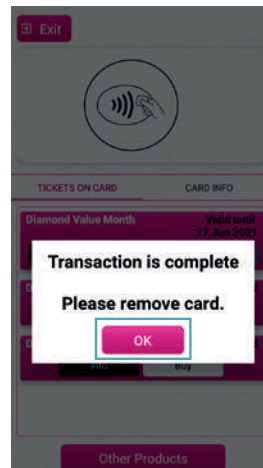 Exit
TICKETS ON CARD
CARD INFO
Diamond Value Month
Valid until
17 Jun 2021
Transaction is complete
Please remove card.
OK
Info
Buy
Other Products